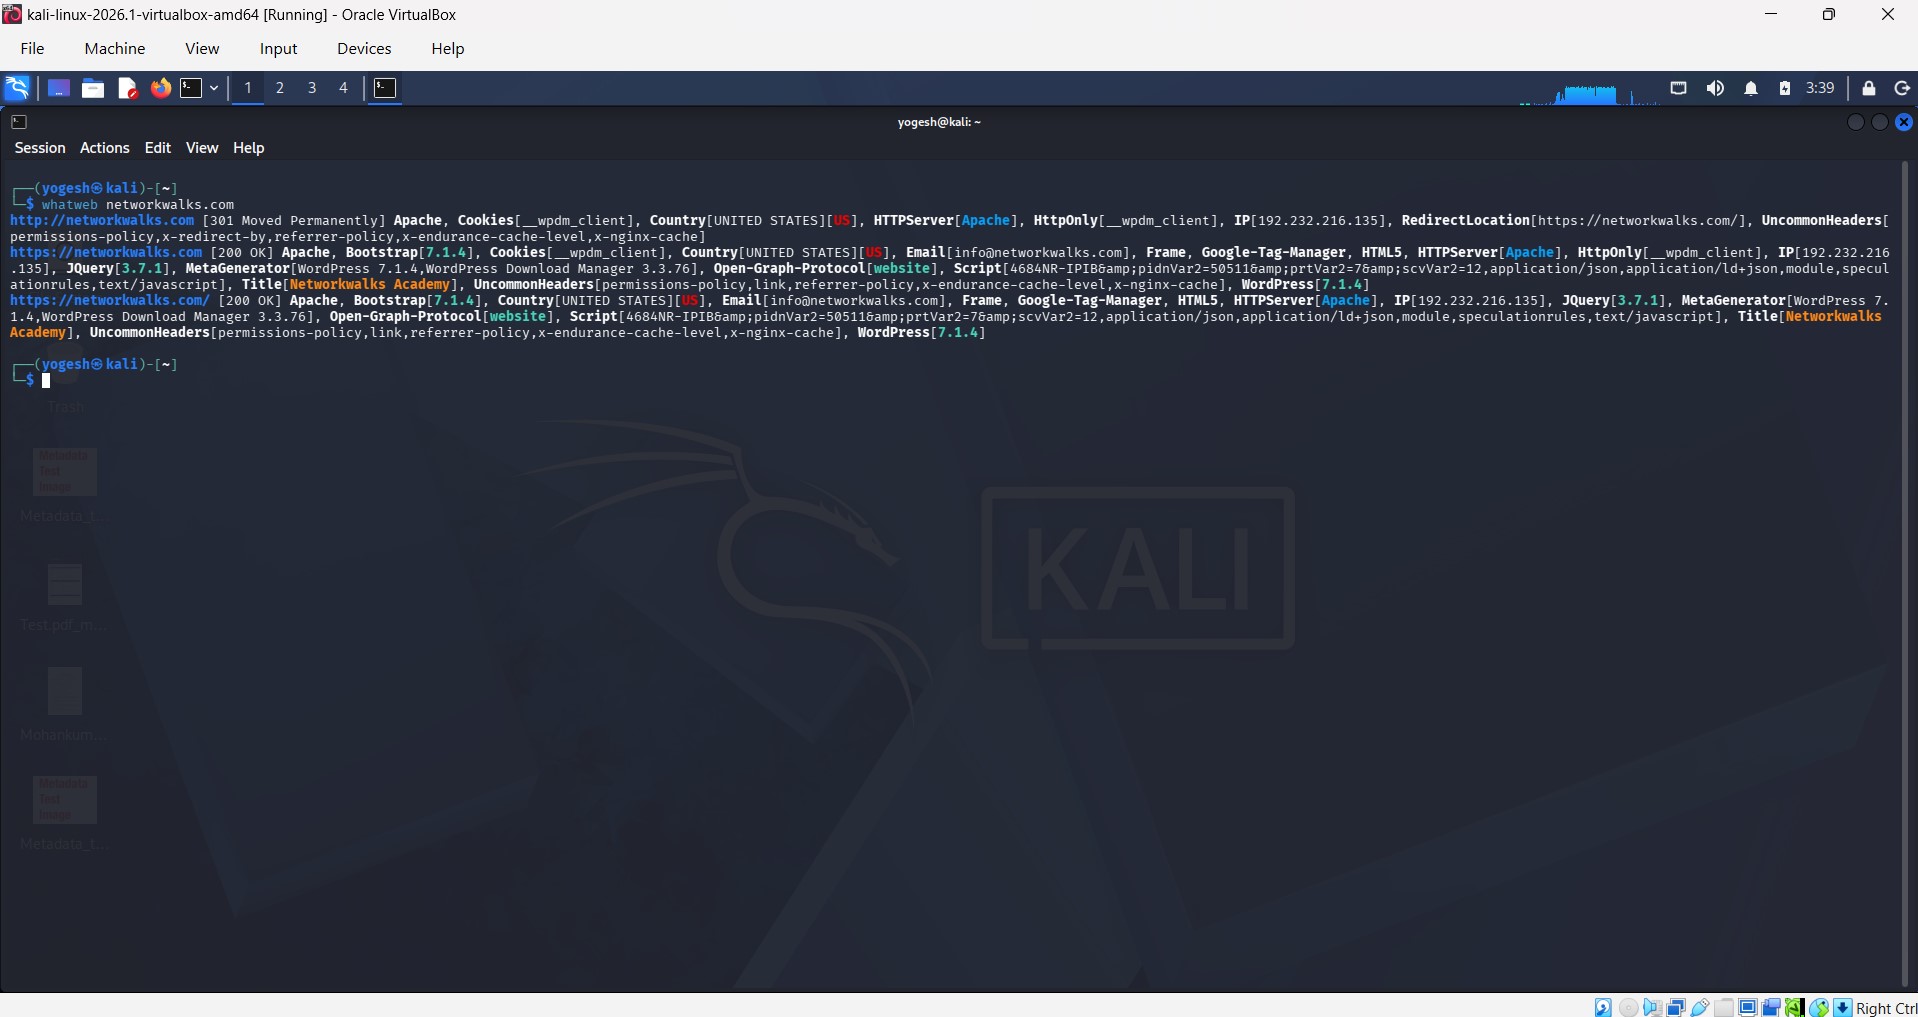 kali-linux-2026.1-virtualbox-amd64 [Running] - Oracle VirtualBox
File Machine View Input Devices Help
1 2 3 4 3:39
yogesh@kali: ~
Session Actions Edit View Help
┌──(yogesh㉿kali)-[~]
└─$ whatweb networkwalks.com
http://networkwalks.com [301 Moved Permanently] Apache, Cookies[__wpdm_client], Country[UNITED STATES][US], HTTPServer[Apache], HttpOnly[__wpdm_client], IP[192.232.216.135], RedirectLocation[https://networkwalks.com/], UncommonHeaders[
permissions-policy,x-redirect-by,referrer-policy,x-endurance-cache-level,x-nginx-cache]
https://networkwalks.com [200 OK] Apache, Bootstrap[7.1.4], Cookies[__wpdm_client], Country[UNITED STATES][US], Email[info@networkwalks.com], Frame, Google-Tag-Manager, HTML5, HTTPServer[Apache], HttpOnly[__wpdm_client], IP[192.232.216
.135], JQuery[3.7.1], MetaGenerator[WordPress 7.1.4,WordPress Download Manager 3.3.76], Open-Graph-Protocol[website], Script[4684NR-IPIB&amp;pidnVar2=50511&amp;prtVar2=7&amp;scvVar2=12,application/json,application/ld+json,module,specul
ationrules,text/javascript], Title[Networkwalks Academy], UncommonHeaders[permissions-policy,link,referrer-policy,x-endurance-cache-level,x-nginx-cache], WordPress[7.1.4]
https://networkwalks.com/ [200 OK] Apache, Bootstrap[7.1.4], Country[UNITED STATES][US], Email[info@networkwalks.com], Frame, Google-Tag-Manager, HTML5, HTTPServer[Apache], IP[192.232.216.135], JQuery[3.7.1], MetaGenerator[WordPress 7.
1.4,WordPress Download Manager 3.3.76], Open-Graph-Protocol[website], Script[4684NR-IPIB&amp;pidnVar2=50511&amp;prtVar2=7&amp;scvVar2=12,application/json,application/ld+json,module,speculationrules,text/javascript], Title[Networkwalks
Academy], UncommonHeaders[permissions-policy,link,referrer-policy,x-endurance-cache-level,x-nginx-cache], WordPress[7.1.4]
┌──(yogesh㉿kali)-[~]
└─$
Trash
Metadata
Test
Image
Metadata_t...
Test.pdf_m...
Mohankum...
Metadata
Test
Image
Metadata_t...
KALI
Right Ctrl